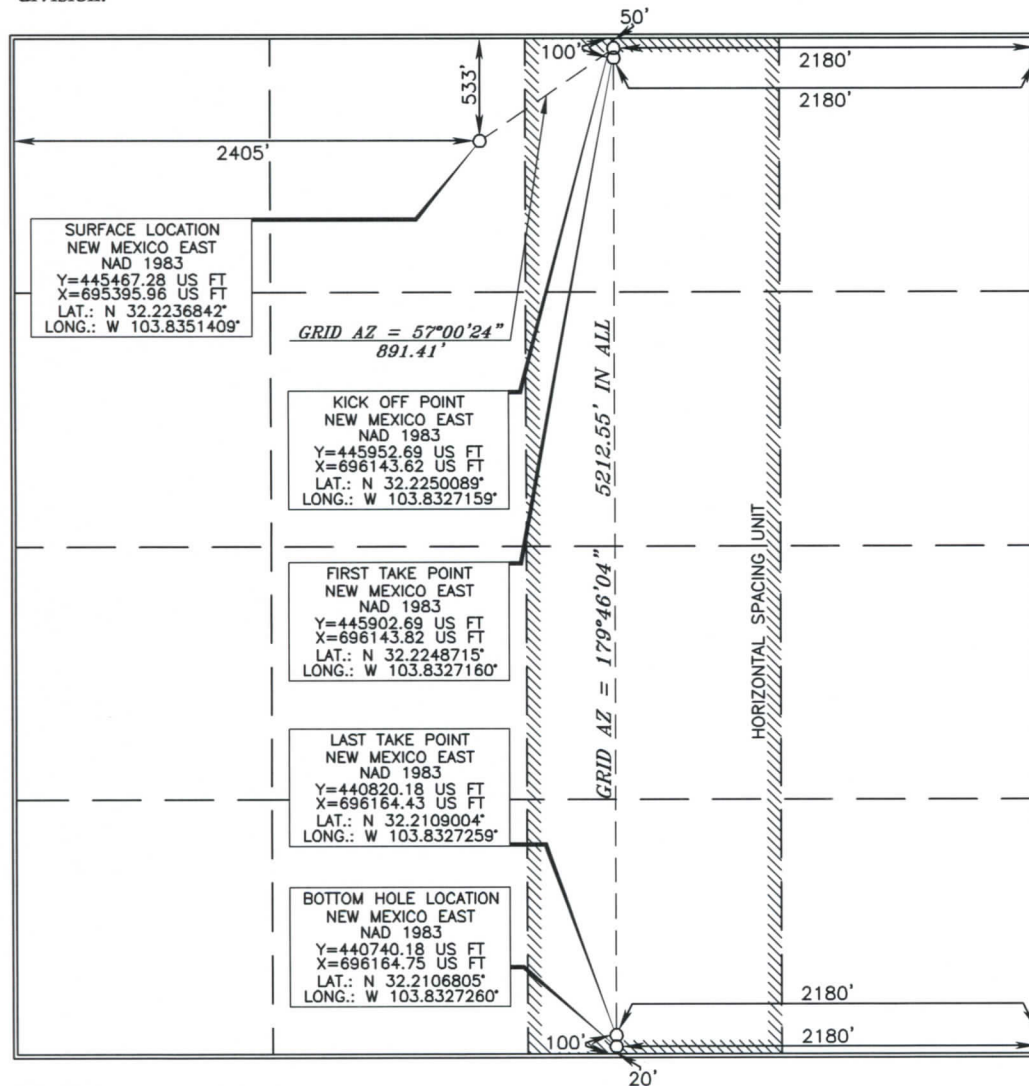 division.
50'
100'
2180'
2180'
533'
2405'
SURFACE LOCATION
NEW MEXICO EAST
NAD 1983
Y=445467.28 US FT
X=695395.96 US FT
LAT.: N 32.2236842°
LONG.: W 103.8351409°
GRID AZ = 57°00'24"
891.41'
KICK OFF POINT
NEW MEXICO EAST
NAD 1983
Y=445952.69 US FT
X=696143.62 US FT
LAT.: N 32.2250089°
LONG.: W 103.8327159°
FIRST TAKE POINT
NEW MEXICO EAST
NAD 1983
Y=445902.69 US FT
X=696143.82 US FT
LAT.: N 32.2248715°
LONG.: W 103.8327160°
GRID AZ = 179°46'04" 5212.55' IN ALL
HORIZONTAL SPACING UNIT
LAST TAKE POINT
NEW MEXICO EAST
NAD 1983
Y=440820.18 US FT
X=696164.43 US FT
LAT.: N 32.2109004°
LONG.: W 103.8327259°
BOTTOM HOLE LOCATION
NEW MEXICO EAST
NAD 1983
Y=440740.18 US FT
X=696164.75 US FT
LAT.: N 32.2106805°
LONG.: W 103.8327260°
2180'
2180'
100'
20'